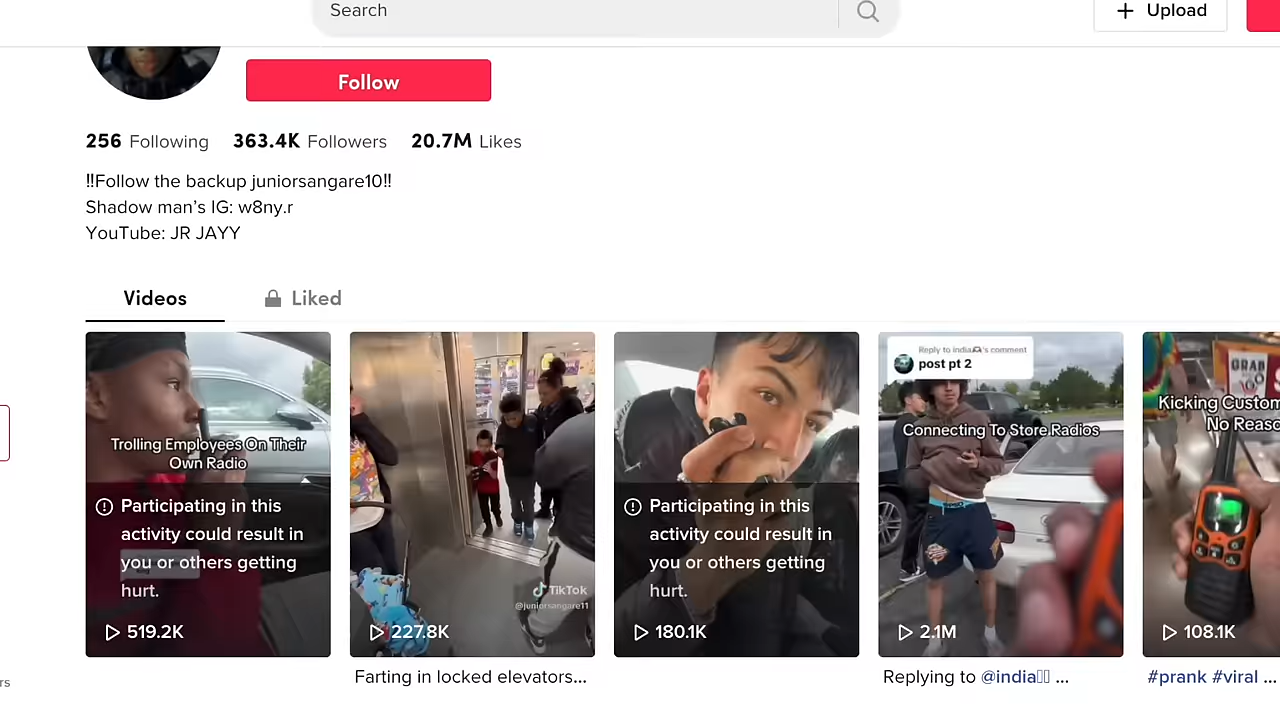 Search
Upload
Follow
256 Following 363.4K Followers 20.7M Likes
‼Follow the backup juniorsangare10‼
Shadow man’s IG: w8ny.r
YouTube: JR JAYY
Videos
Liked
Trolling Employees On Their
Own Radio
Participating in this
activity could result in
you or others getting
hurt.
519.2K
TikTok
@juniorsangare11
227.8K
Farting in locked elevators...
Participating in this
activity could result in
you or others getting
hurt.
180.1K
Reply to india's comment
post pt 2
Connecting To Store Radios
2.1M
Replying to @india ...
GRAB
Kicking Custom
No Reaso
108.1K
#prank #viral ...
rs